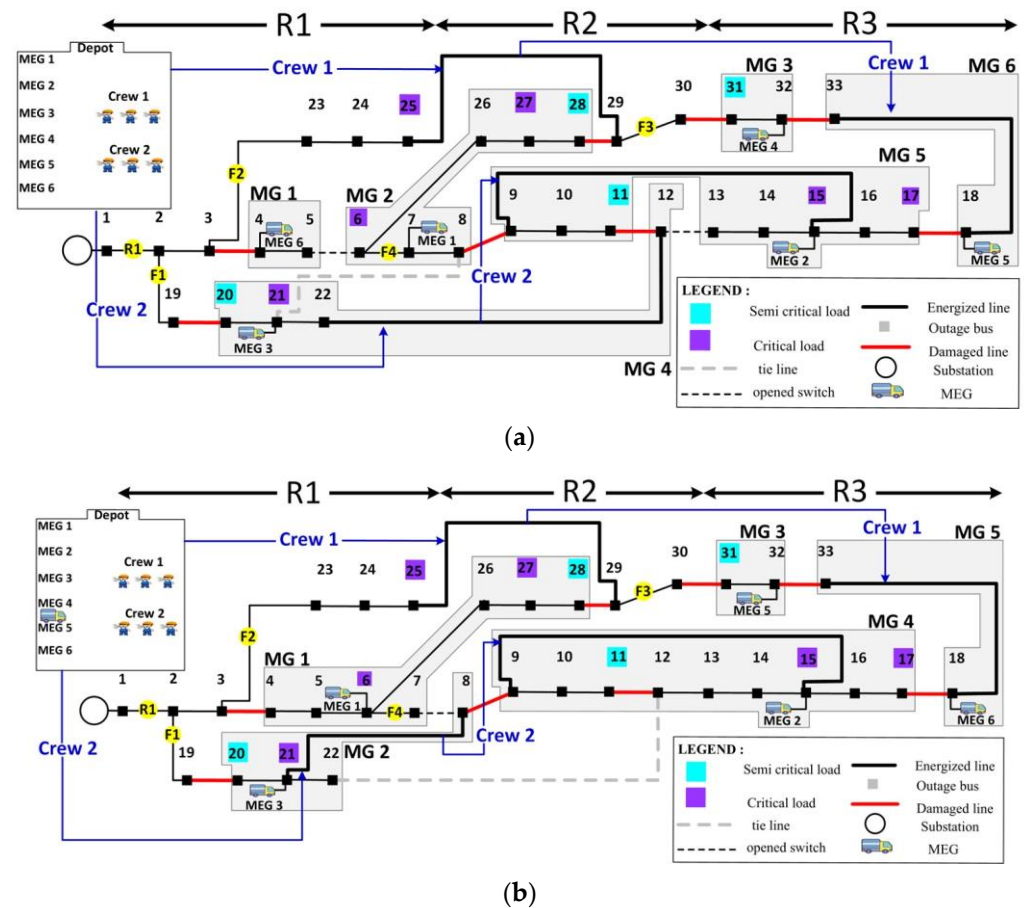 R1 R2 R3
Depot
MEG 1
MEG 2
MEG 3
MEG 4
MEG 5
MEG 6
Crew 1
Crew 2
Crew 1
Crew 1
MG 3
MG 6
23 24 25
26 27 28 29
30 31 32 33
F3
MEG 4
F2
MG 1
MG 2
MG 5
1 2 3 4 5
6 7 8
9 10 11 12
13 14 15 16 17 18
MEG 6
MEG 1
R1
F4
MEG 2
MEG 5
F1
Crew 2
Crew 2
19 20 21 22
MEG 3
MG 4
LEGEND :
Semi critical load
Critical load
tie line
opened switch
Energized line
Outage bus
Damaged line
Substation
MEG
Substation
(a)
R1 R2 R3
Depot
MEG 1
MEG 2
MEG 3
MEG 4
MEG 5
MEG 6
Crew 1
Crew 2
Crew 1
Crew 1
MG 3
MG 5
23 24 25
26 27 28 29
30 31 32 33
F3
MEG 5
F2
MG 1
MG 4
1 2 3 4 5 6 7 8
9 10 11 12 13 14 15 16 17 18
MEG 1
R1
F4
MEG 2
MEG 6
F1
Crew 2
Crew 2
MG 2
19 20 21 22
MEG 3
LEGEND :
Semi critical load
Critical load
tie line
opened switch
Energized line
Outage bus
Damaged line
Substation
MEG
Substation
(b)